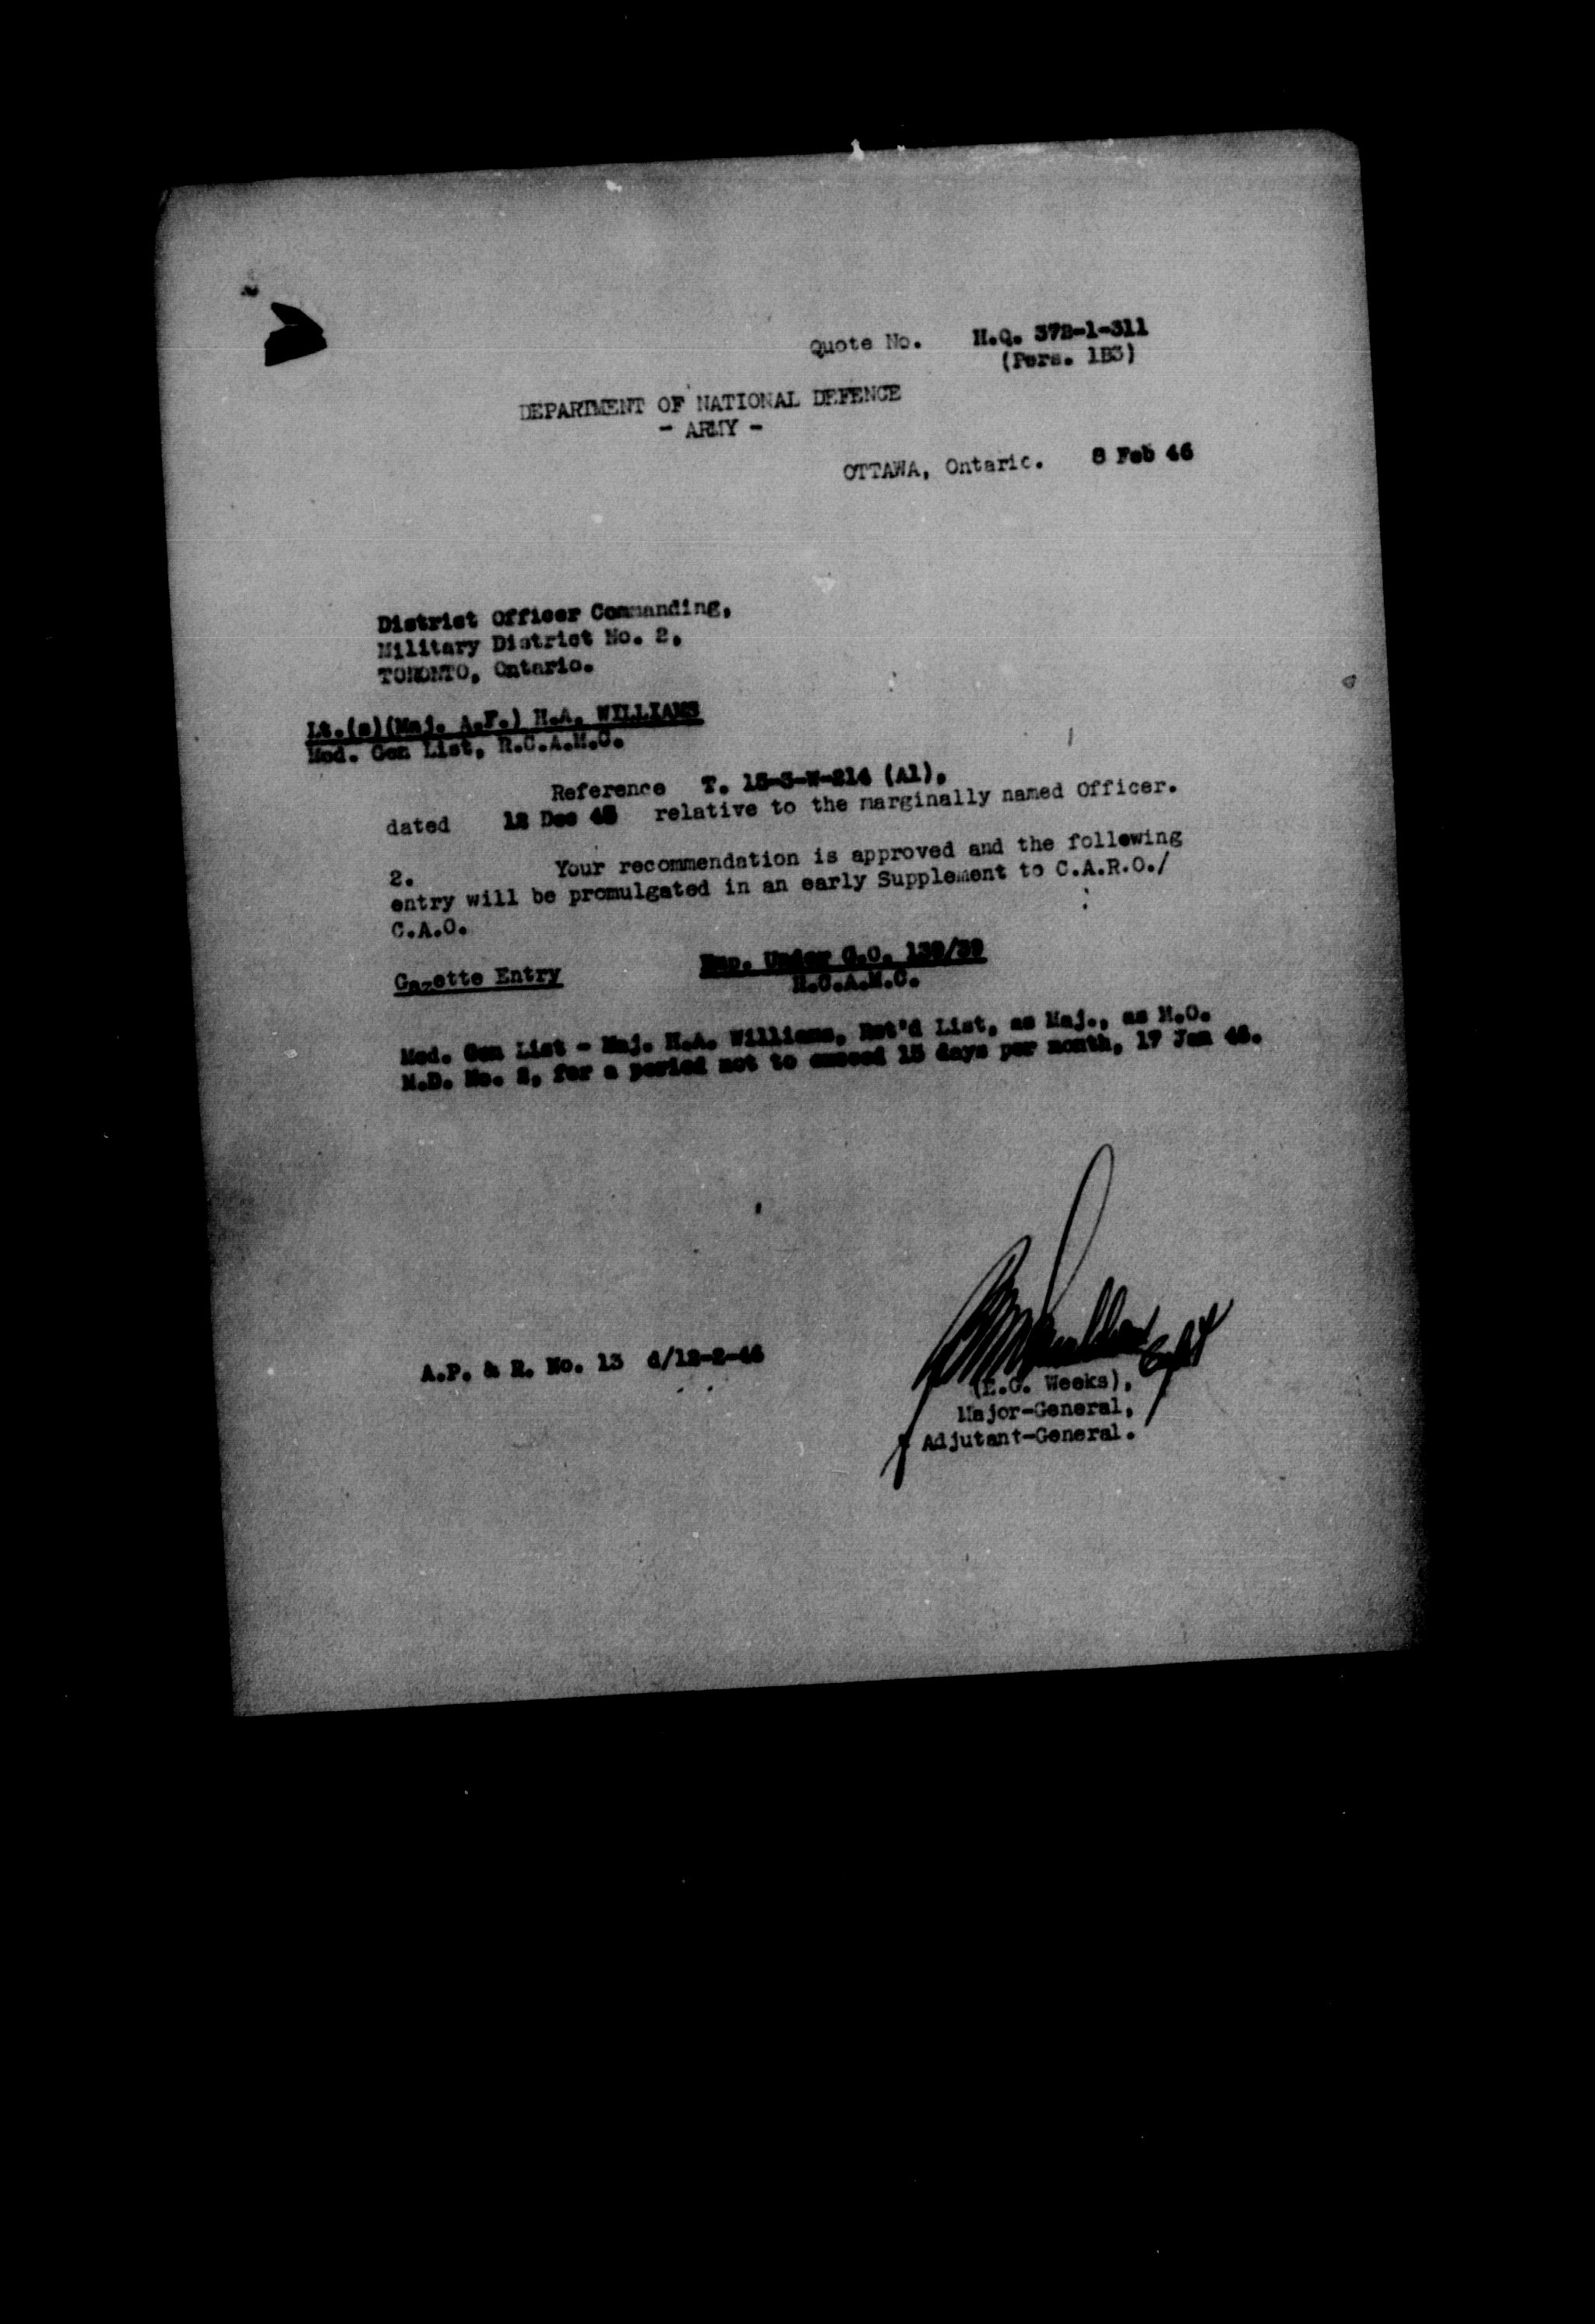 Quote No. H.Q. 37B-1-311
(Pers. 1B3)
DEPARTMENT OF NATIONAL DEFENCE
- ARMY -
OTTAWA, Ontario. 8 Feb 46
District Officer Commanding,
Military District No. 2,
TORONTO, Ontario.
Lt.(s)(Maj. A.F.) H.A. WILLIAMS
Med. Gen List, R.C.A.M.C.
Reference T. 15-3-W-214 (A1),
dated 12 Dec 45 relative to the marginally named Officer.
2. Your recommendation is approved and the following
entry will be promulgated in an early Supplement to C.A.R.O./
C.A.O.
Gazette Entry Emp. Under G.O. 139/39
R.C.A.M.C.
Med. Gen List - Maj. H.A. Williams, Ret'd List, as Maj., as M.O.
M.D. No. 2, for a period not to exceed 15 days per month, 17 Jan 46.
A.P. & R. No. 13 d/12-2-46
Capt
(E.G. Weeks),
Major-General,
Adjutant-General.